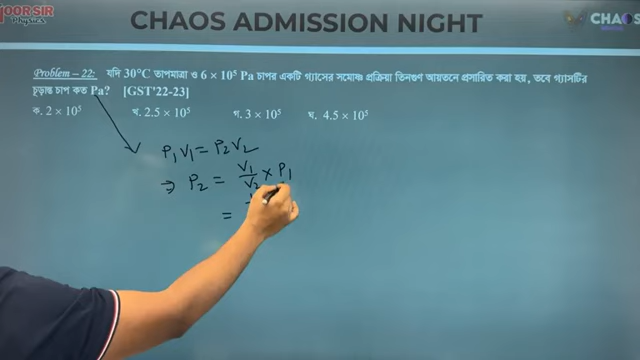 NOOR SIR
Physics
CHAOS ADMISSION NIGHT
CHAOS
Problem – 22: যদি 30°C তাপমাত্রা ও 6 × 10⁵ Pa চাপর একটি গ্যাসের সমোষ্ণ প্রক্রিয়া তিনগুণ আয়তনে প্রসারিত করা হয়, তবে গ্যাসটির
চূড়ান্ত চাপ কত Pa? [GST'22-23]
ক. 2 × 10⁵ খ. 2.5 × 10⁵ গ. 3 × 10⁵ ঘ. 4.5 × 10⁵
P₁V₁ = P₂V₂
⇒ P₂ = V₁/V₂ × P₁
=